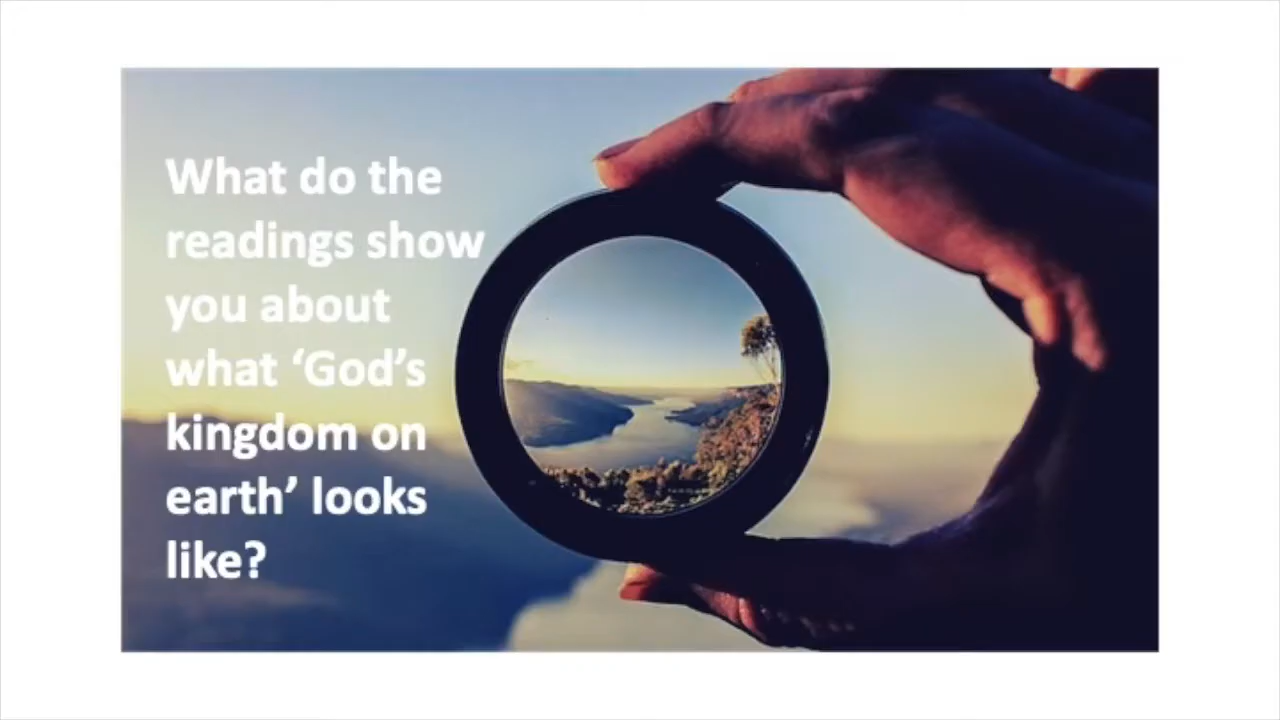 What do the
readings show
you about
what ‘God’s
kingdom on
earth’ looks
like?